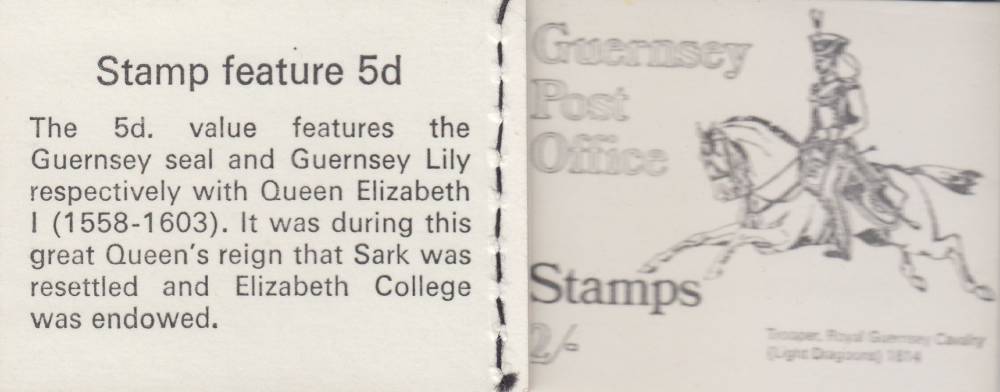 Stamp feature 5d
The 5d. value features the
Guernsey seal and Guernsey Lily
respectively with Queen Elizabeth
I (1558-1603). It was during this
great Queen's reign that Sark was
resettled and Elizabeth College
was endowed.
Guernsey
Post
Office
Stamps
2/-
Trooper, Royal Guernsey Cavalry
(Light Dragoons) 1814